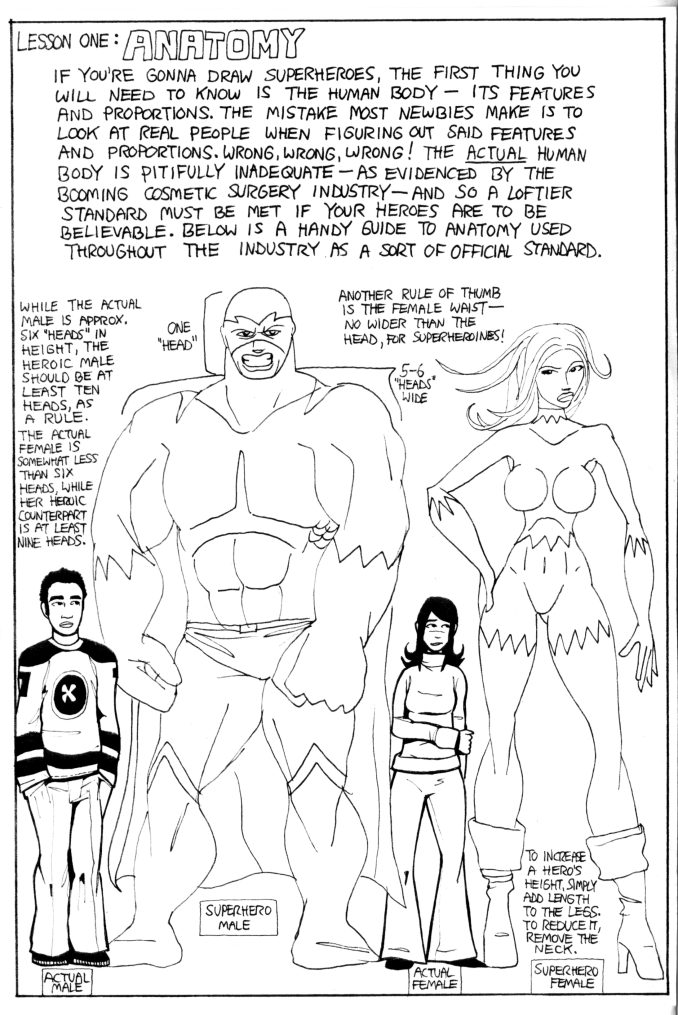 LESSON ONE: ANATOMY
IF YOU'RE GONNA DRAW SUPERHEROES, THE FIRST THING YOU
WILL NEED TO KNOW IS THE HUMAN BODY — ITS FEATURES
AND PROPORTIONS. THE MISTAKE MOST NEWBIES MAKE IS TO
LOOK AT REAL PEOPLE WHEN FIGURING OUT SAID FEATURES
AND PROPORTIONS. WRONG, WRONG, WRONG! THE ACTUAL HUMAN
BODY IS PITIFULLY INADEQUATE — AS EVIDENCED BY THE
BOOMING COSMETIC SURGERY INDUSTRY — AND SO A LOFTIER
STANDARD MUST BE MET IF YOUR HEROES ARE TO BE
BELIEVABLE. BELOW IS A HANDY GUIDE TO ANATOMY USED
THROUGHOUT THE INDUSTRY AS A SORT OF OFFICIAL STANDARD.
WHILE THE ACTUAL
MALE IS APPROX.
SIX "HEADS" IN
HEIGHT, THE
HEROIC MALE
SHOULD BE AT
LEAST TEN
HEADS, AS
A RULE.
THE ACTUAL
FEMALE IS
SOMEWHAT LESS
THAN SIX
HEADS, WHILE
HER HEROIC
COUNTERPART
IS AT LEAST
NINE HEADS.
ONE
"HEAD"
ANOTHER RULE OF THUMB
IS THE FEMALE WAIST —
NO WIDER THAN THE
HEAD, FOR SUPERHEROINES!
5-6
"HEADS"
WIDE
X
TO INCREASE
A HERO'S
HEIGHT, SIMPLY
ADD LENGTH
TO THE LEGS.
TO REDUCE IT,
REMOVE THE
NECK.
ACTUAL
MALE
SUPERHERO
MALE
ACTUAL
FEMALE
SUPERHERO
FEMALE